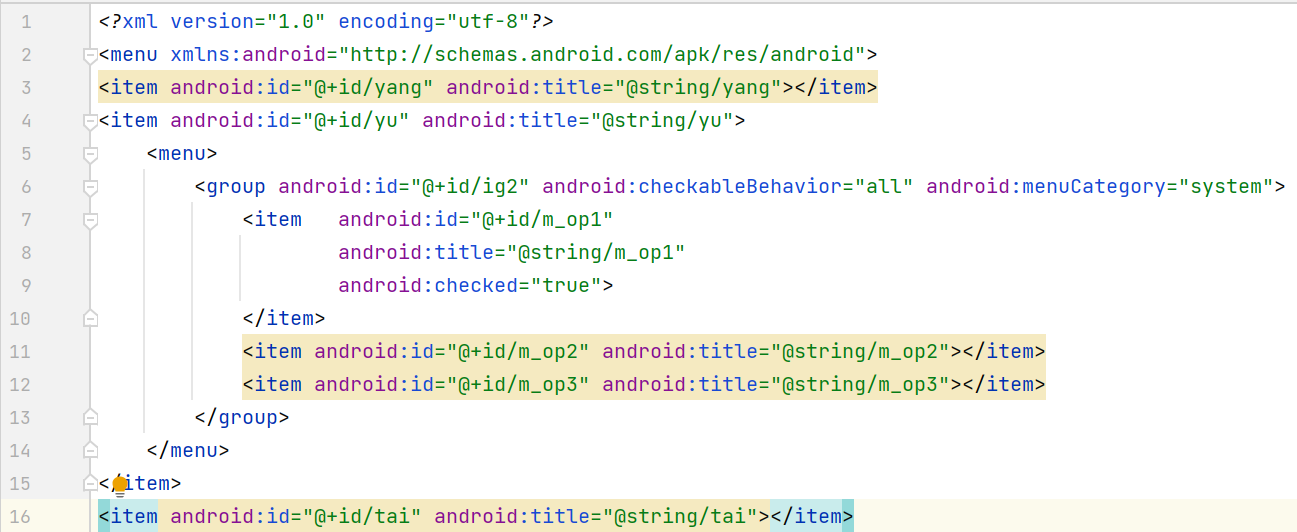 1 <?xml version="1.0" encoding="utf-8"?>
2 <menu xmlns:android="http://schemas.android.com/apk/res/android">
3 <item android:id="@+id/yang" android:title="@string/yang"></item>
4 <item android:id="@+id/yu" android:title="@string/yu">
5     <menu>
6         <group android:id="@+id/ig2" android:checkableBehavior="all" android:menuCategory="system">
7             <item   android:id="@+id/m_op1"
8                     android:title="@string/m_op1"
9                     android:checked="true">
10             </item>
11             <item android:id="@+id/m_op2" android:title="@string/m_op2"></item>
12             <item android:id="@+id/m_op3" android:title="@string/m_op3"></item>
13         </group>
14     </menu>
15 </item>
16 <item android:id="@+id/tai" android:title="@string/tai"></item>